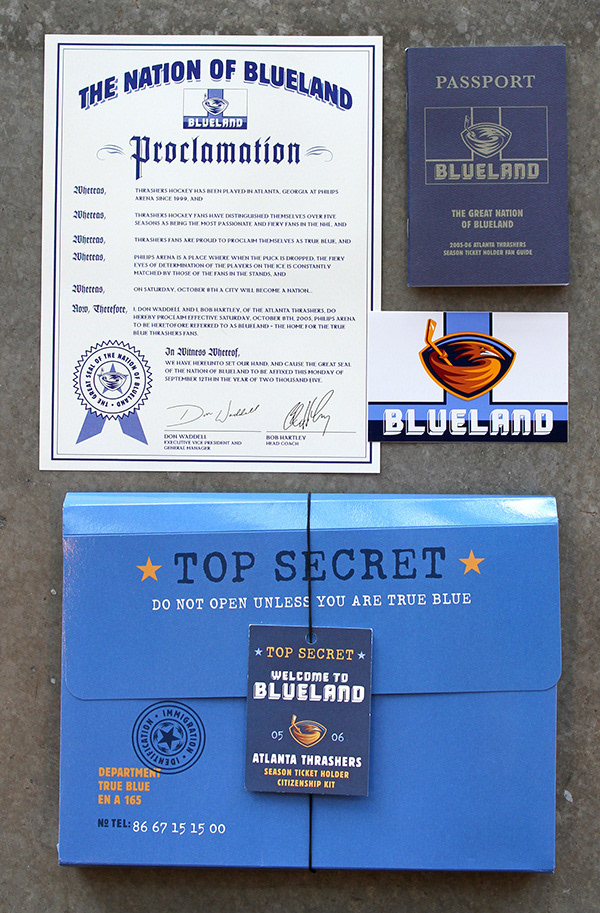 THE NATION OF BLUELAND
BLUELAND
Proclamation
Whereas, THRASHERS HOCKEY HAS BEEN PLAYED IN ATLANTA, GEORGIA AT PHILIPS
ARENA SINCE 1999, AND
Whereas, THRASHERS HOCKEY FANS HAVE DISTINGUISHED THEMSELVES OVER FIVE
SEASONS AS BEING THE MOST PASSIONATE AND FIERY FANS IN THE NHL, AND
Whereas, THRASHERS FANS ARE PROUD TO PROCLAIM THEMSELVES AS TRUE BLUE, AND
Whereas, PHILIPS ARENA IS A PLACE WHERE WHEN THE PUCK IS DROPPED, THE FIERY
EYES OF DETERMINATION OF THE PLAYERS ON THE ICE IS CONSTANTLY
MATCHED BY THOSE OF THE FANS IN THE STANDS, AND
Whereas, ON SATURDAY, OCTOBER 8TH A CITY WILL BECOME A NATION...
Now, Therefore, I, DON WADDELL AND I, BOB HARTLEY, OF THE ATLANTA THRASHERS, DO
HEREBY PROCLAIM EFFECTIVE SATURDAY, OCTOBER 8TH, 2005, PHILIPS ARENA
TO BE HERETOFORE REFERRED TO AS BLUELAND - THE HOME FOR THE TRUE
BLUE THRASHERS FANS.
In Witness Whereof,
WE HAVE HEREUNTO SET OUR HAND, AND CAUSE THE GREAT SEAL
OF THE NATION OF BLUELAND TO BE AFFIXED THIS MONDAY OF
SEPTEMBER 12TH IN THE YEAR OF TWO THOUSAND FIVE.
THE GREAT SEAL OF THE NATION OF BLUELAND
Don Waddell
DON WADDELL
EXECUTIVE VICE PRESIDENT AND
GENERAL MANAGER
BOB HARTLEY
HEAD COACH
PASSPORT
BLUELAND
THE GREAT NATION
OF BLUELAND
2005-06 ATLANTA THRASHERS
SEASON TICKET HOLDER FAN GUIDE
BLUELAND
TOP SECRET
DO NOT OPEN UNLESS YOU ARE TRUE BLUE
TOP SECRET
WELCOME TO
BLUELAND
05 06
ATLANTA THRASHERS
SEASON TICKET HOLDER
CITIZENSHIP KIT
IMMIGRATION • IDENTIFICATION
DEPARTMENT
TRUE BLUE
EN A 165
Nº TEL: 86 67 15 15 00